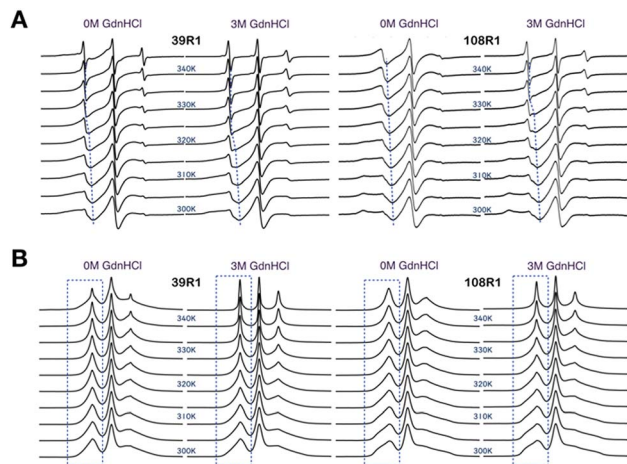 A
0M GdnHCl 39R1 3M GdnHCl 0M GdnHCl 108R1 3M GdnHCl
340K 340K
330K 330K
320K 320K
310K 310K
300K 300K
B
0M GdnHCl 39R1 3M GdnHCl 0M GdnHCl 108R1 3M GdnHCl
340K 340K
330K 330K
320K 320K
310K 310K
300K 300K